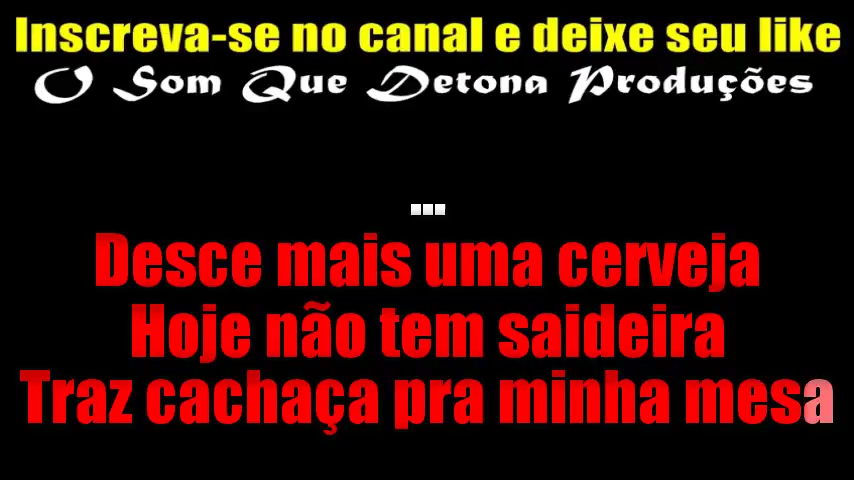 Inscreva-se no canal e deixe seu like
O Som Que Detona Produções
...
Desce mais uma cerveja
Hoje não tem saideira
Traz cachaça pra minha mesa